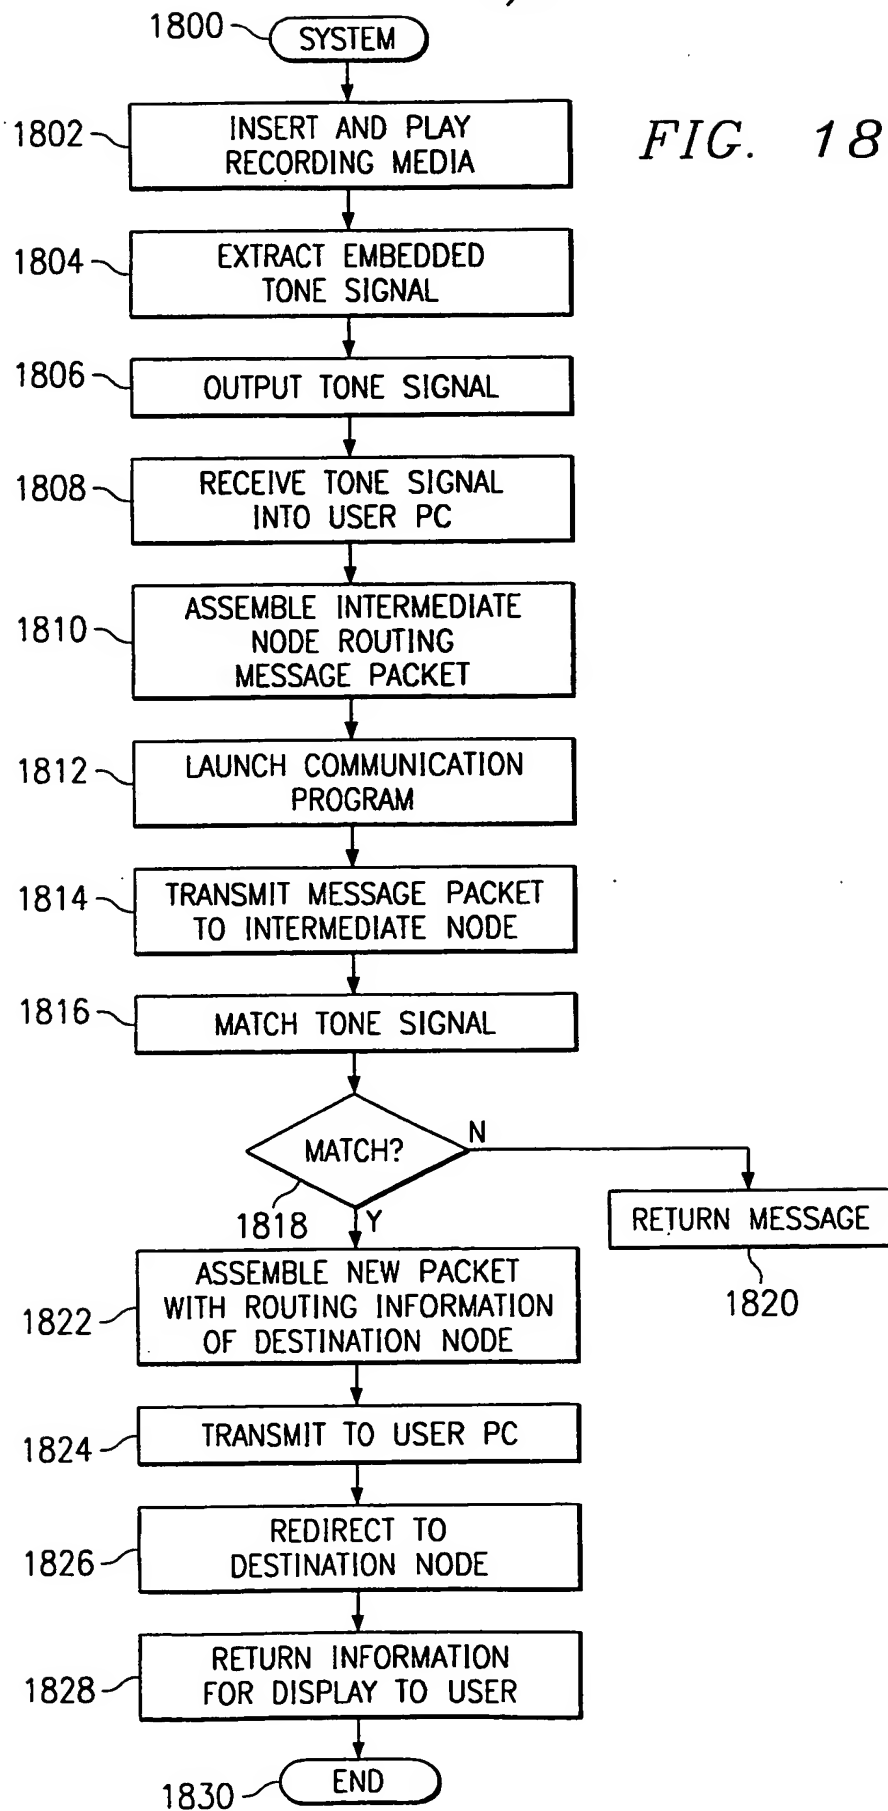 1800
SYSTEM
1802
INSERT AND PLAY
RECORDING MEDIA
FIG. 18
1804
EXTRACT EMBEDDED
TONE SIGNAL
1806
OUTPUT TONE SIGNAL
1808
RECEIVE TONE SIGNAL
INTO USER PC
1810
ASSEMBLE INTERMEDIATE
NODE ROUTING
MESSAGE PACKET
1812
LAUNCH COMMUNICATION
PROGRAM
1814
TRANSMIT MESSAGE PACKET
TO INTERMEDIATE NODE
1816
MATCH TONE SIGNAL
MATCH?
N
1818
Y
RETURN MESSAGE
1820
1822
ASSEMBLE NEW PACKET
WITH ROUTING INFORMATION
OF DESTINATION NODE
1824
TRANSMIT TO USER PC
1826
REDIRECT TO
DESTINATION NODE
1828
RETURN INFORMATION
FOR DISPLAY TO USER
1830
END